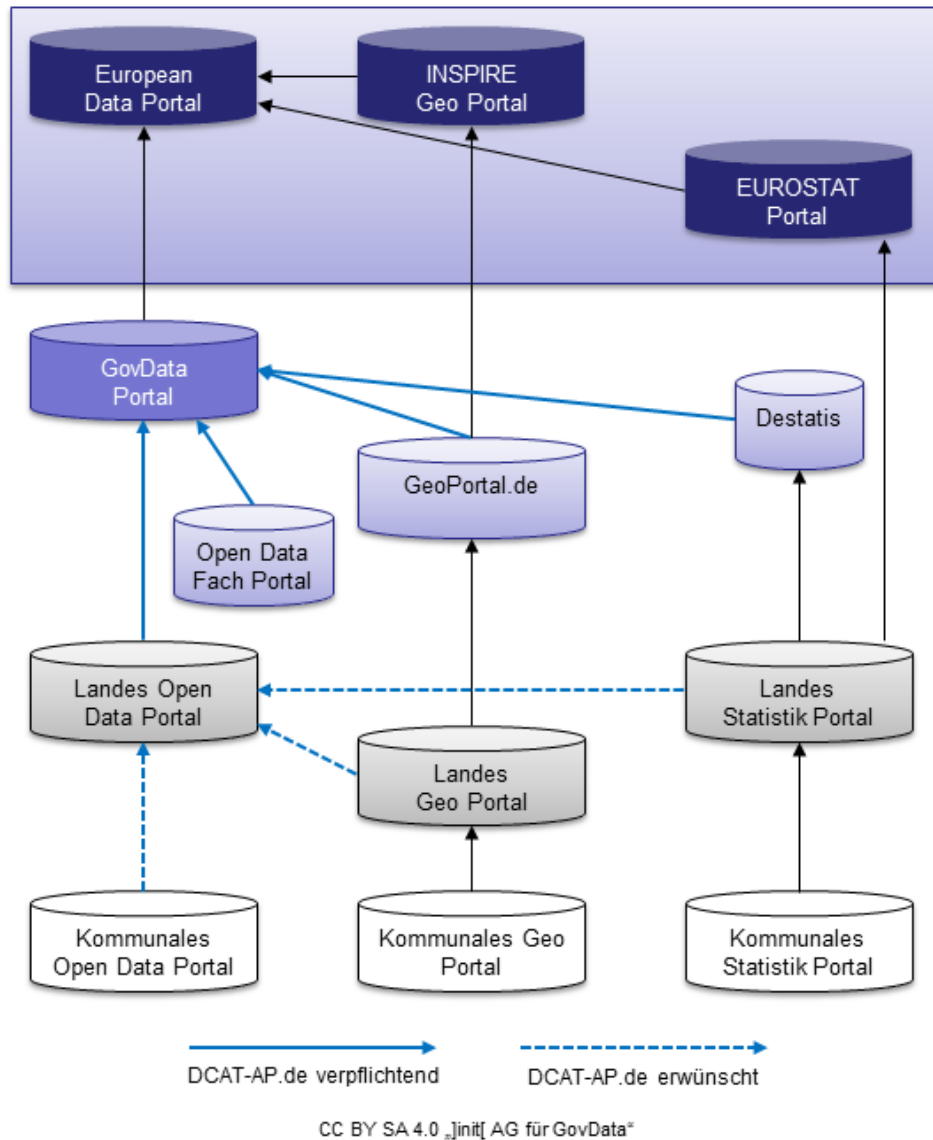 European
Data Portal
INSPIRE
Geo Portal
EUROSTAT
Portal
GovData
Portal
Destatis
GeoPortal.de
Open Data
Fach Portal
Landes Open
Data Portal
Landes
Statistik Portal
Landes
Geo Portal
Kommunales
Open Data Portal
Kommunales Geo
Portal
Kommunales
Statistik Portal
DCAT-AP.de verpflichtend
DCAT-AP.de erwünscht
CC BY SA 4.0 „]init[ AG für GovData“